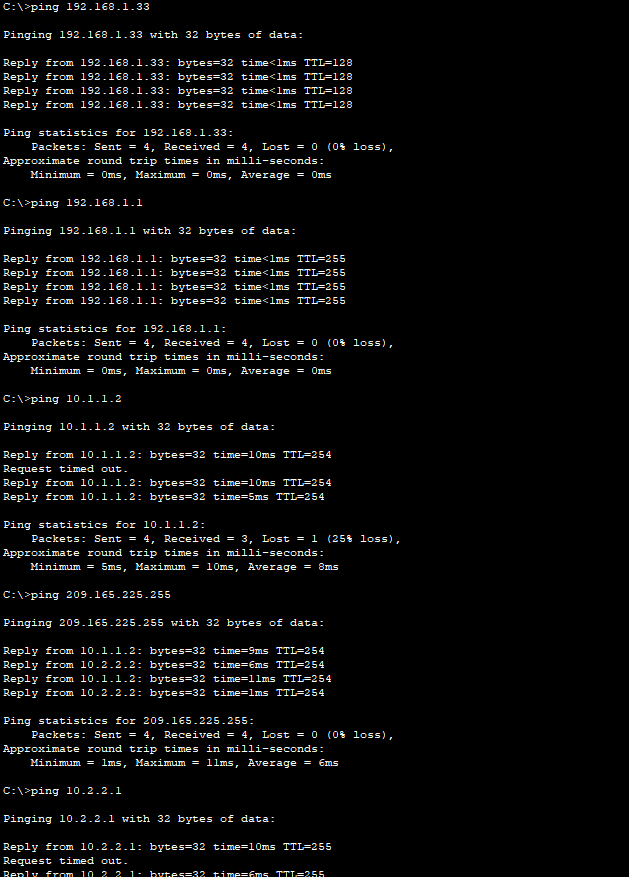 C:\>ping 192.168.1.33
Pinging 192.168.1.33 with 32 bytes of data:
Reply from 192.168.1.33: bytes=32 time<1ms TTL=128
Reply from 192.168.1.33: bytes=32 time<1ms TTL=128
Reply from 192.168.1.33: bytes=32 time<1ms TTL=128
Reply from 192.168.1.33: bytes=32 time<1ms TTL=128
Ping statistics for 192.168.1.33:
Packets: Sent = 4, Received = 4, Lost = 0 (0% loss),
Approximate round trip times in milli-seconds:
Minimum = 0ms, Maximum = 0ms, Average = 0ms
C:\>ping 192.168.1.1
Pinging 192.168.1.1 with 32 bytes of data:
Reply from 192.168.1.1: bytes=32 time<1ms TTL=255
Reply from 192.168.1.1: bytes=32 time<1ms TTL=255
Reply from 192.168.1.1: bytes=32 time<1ms TTL=255
Reply from 192.168.1.1: bytes=32 time<1ms TTL=255
Ping statistics for 192.168.1.1:
Packets: Sent = 4, Received = 4, Lost = 0 (0% loss),
Approximate round trip times in milli-seconds:
Minimum = 0ms, Maximum = 0ms, Average = 0ms
C:\>ping 10.1.1.2
Pinging 10.1.1.2 with 32 bytes of data:
Reply from 10.1.1.2: bytes=32 time=10ms TTL=254
Request timed out.
Reply from 10.1.1.2: bytes=32 time=10ms TTL=254
Reply from 10.1.1.2: bytes=32 time=5ms TTL=254
Ping statistics for 10.1.1.2:
Packets: Sent = 4, Received = 3, Lost = 1 (25% loss),
Approximate round trip times in milli-seconds:
Minimum = 5ms, Maximum = 10ms, Average = 8ms
C:\>ping 209.165.225.255
Pinging 209.165.225.255 with 32 bytes of data:
Reply from 10.1.1.2: bytes=32 time=9ms TTL=254
Reply from 10.2.2.2: bytes=32 time=6ms TTL=254
Reply from 10.1.1.2: bytes=32 time=11ms TTL=254
Reply from 10.2.2.2: bytes=32 time=1ms TTL=254
Ping statistics for 209.165.225.255:
Packets: Sent = 4, Received = 4, Lost = 0 (0% loss),
Approximate round trip times in milli-seconds:
Minimum = 1ms, Maximum = 11ms, Average = 6ms
C:\>ping 10.2.2.1
Pinging 10.2.2.1 with 32 bytes of data:
Reply from 10.2.2.1: bytes=32 time=10ms TTL=255
Request timed out.
Reply from 10.2.2.1: bytes=32 time=6ms TTL=255